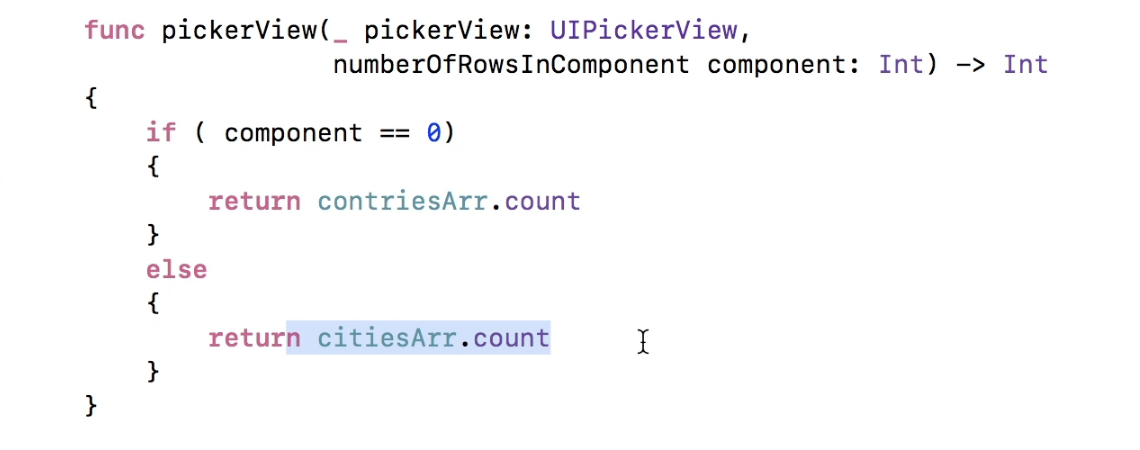 func pickerView(_ pickerView: UIPickerView,
numberOfRowsInComponent component: Int) -> Int
{
if ( component == 0)
{
return contriesArr.count
}
else
{
return citiesArr.count
}
}